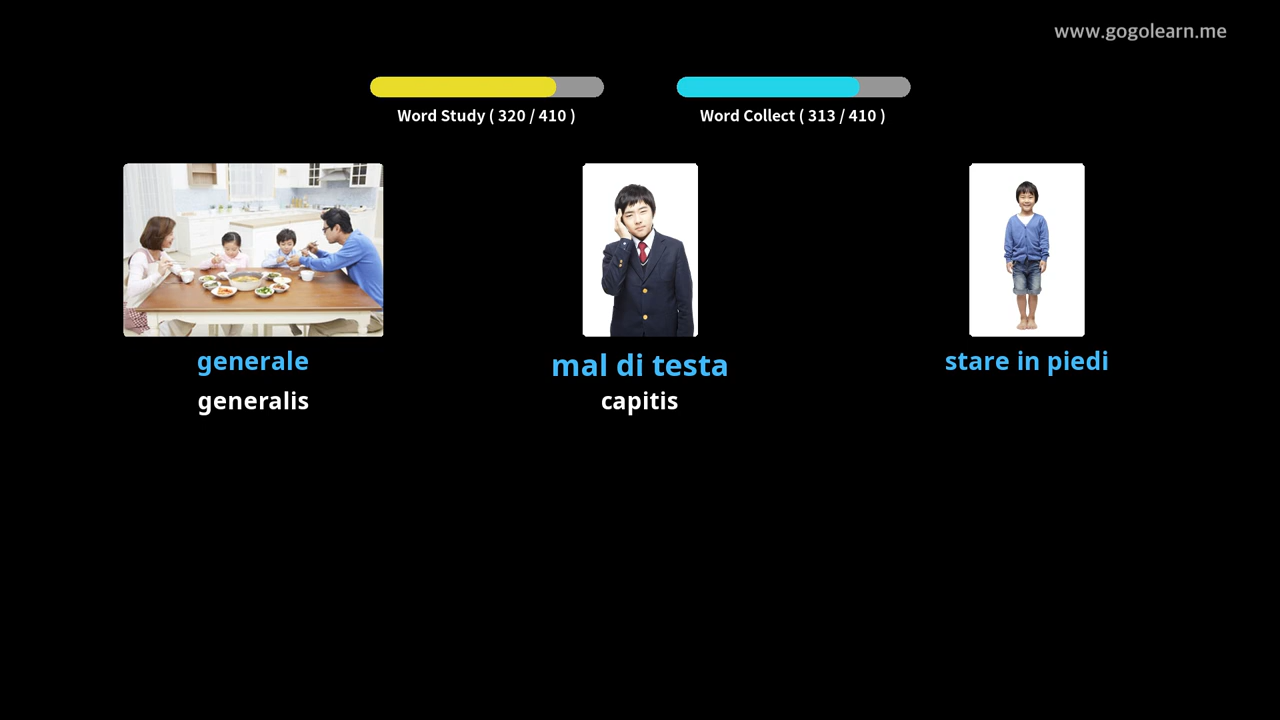 www.gogolearn.me
Word Study ( 320 / 410 )
Word Collect ( 313 / 410 )
generale
generalis
mal di testa
capitis
stare in piedi